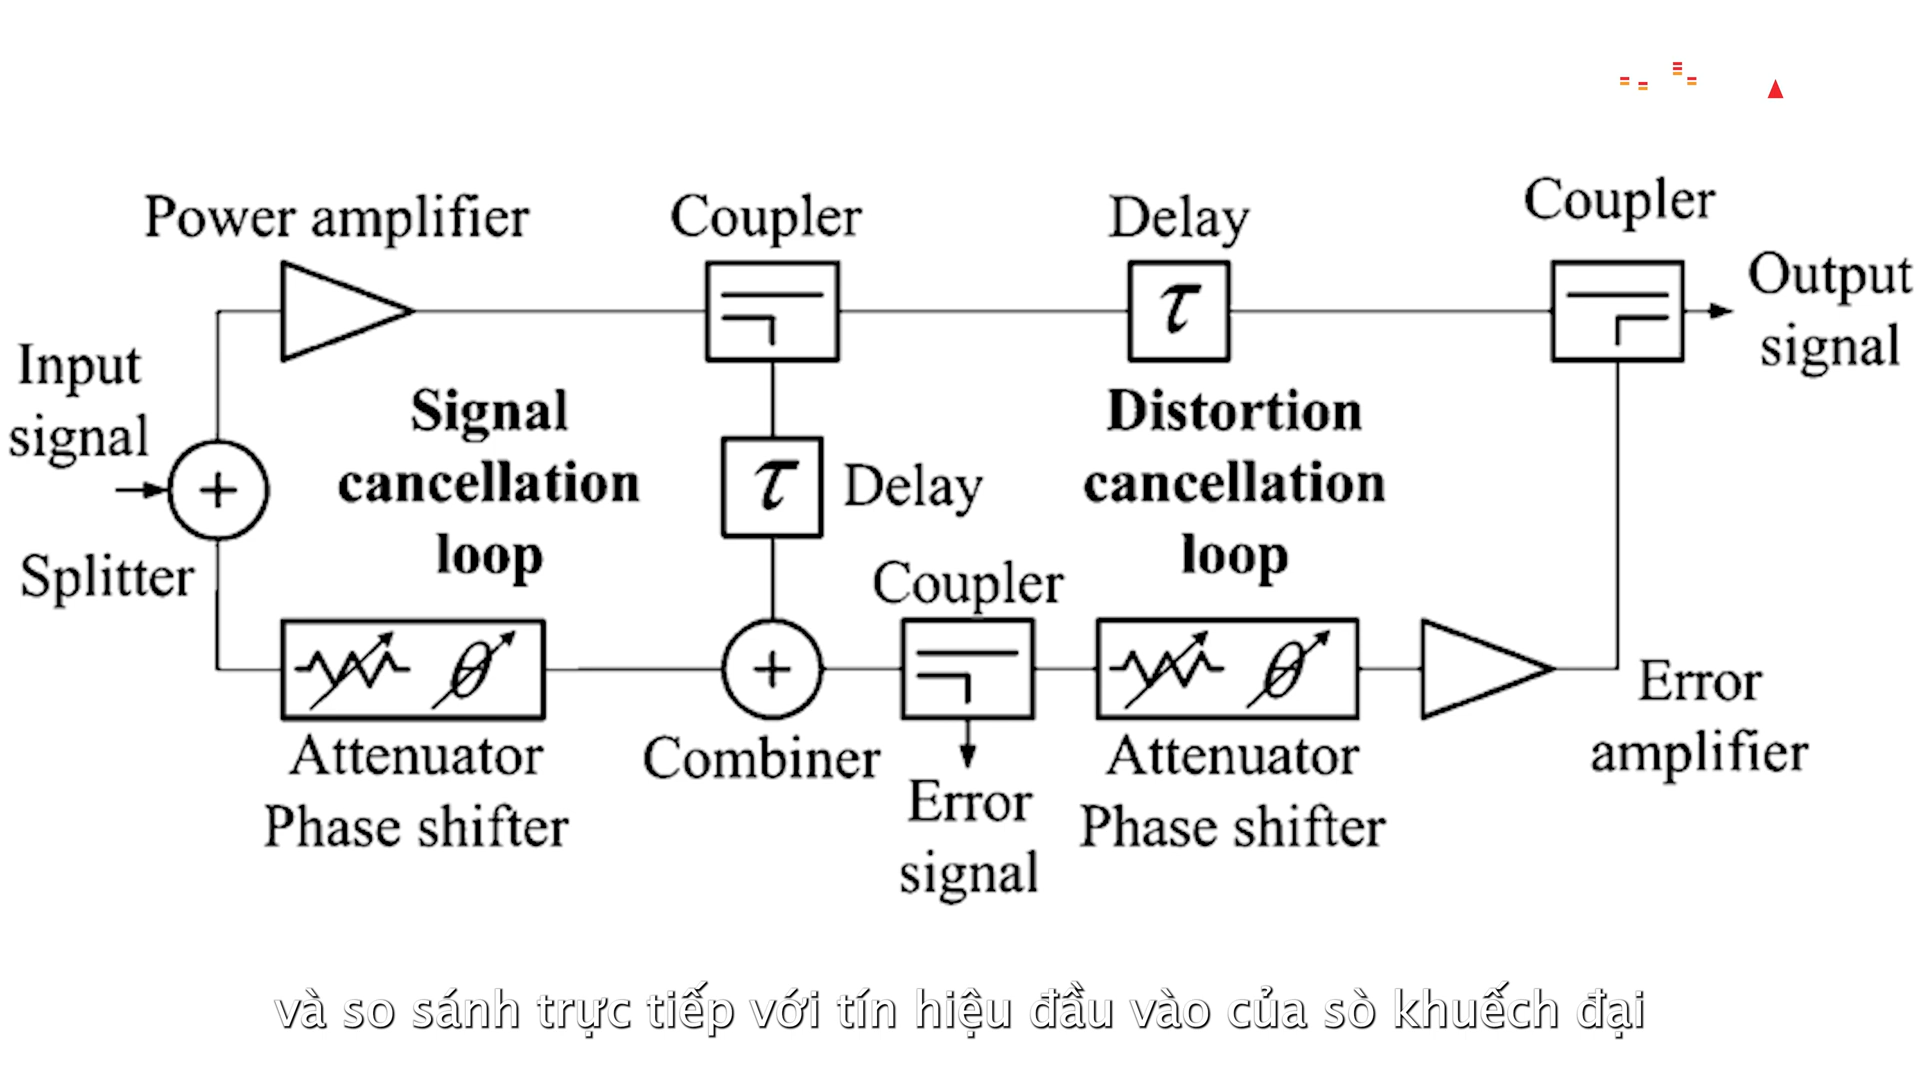 Power amplifier
Coupler
Delay
Coupler
Output
signal
τ
Input
signal
Signal
cancellation
loop
Distortion
cancellation
loop
+
τ
Delay
Splitter
Coupler
θ
+
θ
Error
amplifier
Attenuator
Phase shifter
Combiner
Error
signal
Attenuator
Phase shifter
và so sánh trực tiếp với tín hiệu đầu vào của sò khuếch đại